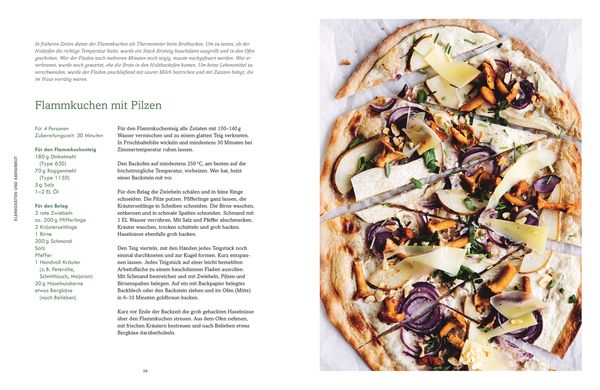 In früheren Zeiten diente der Flammkuchen als Thermometer beim Brotbacken. Um zu testen, ob der
Holzofen die richtige Temperatur hatte, wurde ein Stück Brotteig hauchdünn ausgerollt und in den Ofen
geschoben. War der Fladen nach mehreren Minuten noch teigig, musste nachgefeuert werden. War er
verbrannt, wurde noch gewartet, ehe die Brote in den Holzbackofen kamen. Um keine Lebensmittel zu
verschwenden, wurde der Fladen anschließend mit saurer Milch bestrichen und mit Zutaten belegt, die
im Haus vorrätig waren.
Flammkuchen mit Pilzen
Für 4 Personen
Zubereitungszeit: 30 Minuten
Für den Flammkuchenteig
180 g Dinkelmehl
(Type 630)
70 g Roggenmehl
(Type 1150)
5 g Salz
1–2 EL Öl
Für den Belag
2 rote Zwiebeln
ca. 200 g Pfifferlinge
2 Kräuterseitlinge
1 Birne
200 g Schmand
Salz
Pfeffer
1 Handvoll Kräuter
(z. B. Petersilie,
Schnittlauch, Majoran)
20 g Haselnusskerne
etwas Bergkäse
(nach Belieben)
Für den Flammkuchenteig alle Zutaten mit 130–140 g
Wasser vermischen und zu einem glatten Teig verkneten.
In Frischhaltefolie wickeln und mindestens 30 Minuten bei
Zimmertemperatur ruhen lassen.
Den Backofen auf mindestens 250 °C, am besten auf die
höchstmögliche Temperatur, vorheizen. Wer hat, heizt
einen Backstein mit vor.
Für den Belag die Zwiebeln schälen und in feine Ringe
schneiden. Die Pilze putzen. Pfifferlinge ganz lassen, die
Kräuterseitlinge in Scheiben schneiden. Die Birne waschen,
entkernen und in schmale Spalten schneiden. Schmand mit
1 EL Wasser verrühren. Mit Salz und Pfeffer abschmecken.
Kräuter waschen, trocken schütteln und grob hacken.
Haselnüsse ebenfalls grob hacken.
Den Teig vierteln, mit den Händen jedes Teigstück noch
einmal durchkneten und zur Kugel formen. Kurz entspan-
nen lassen. Jedes Teigstück auf einer leicht bemehlten
Arbeitsfläche zu einem hauchdünnen Fladen ausrollen.
Mit Schmand bestreichen und mit Zwiebeln, Pilzen und
Birnenspalten belegen. Auf ein mit Backpapier belegtes
Backblech oder den Backstein ziehen und im Ofen (Mitte)
in 6–10 Minuten goldbraun backen.
Kurz vor Ende der Backzeit die grob gehackten Haselnüsse
über den Flammkuchen streuen. Aus dem Ofen nehmen,
mit frischen Kräutern bestreuen und nach Belieben etwas
Bergkäse darüberhobeln.
KLEINIGKEITEN UND ABENDBROT